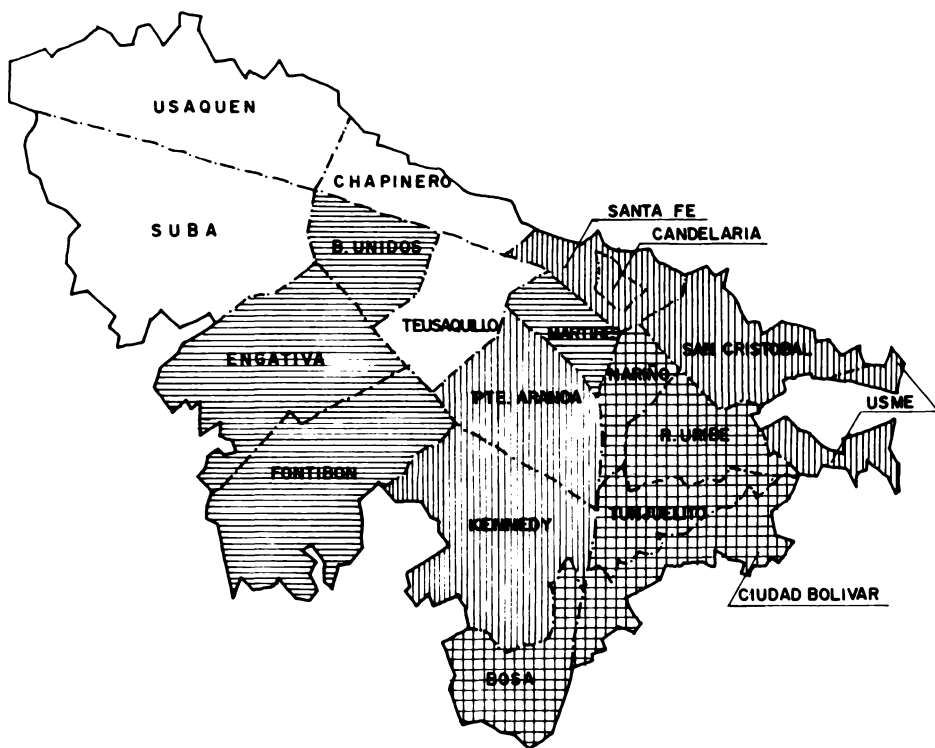 USAQUEN
CHAPINERO
SANTA FE
SUBA
B. UNIDOS
CANDELARIA
TEUSAQUILLO
MARTIRES
SAN CRISTOBAL
ENGATIVA
NARIÑO
PTE. ARANDA
USME
R. URIBE
FONTIBON
TUNJUELITO
KENNEDY
CIUDAD BOLIVAR
BOSA